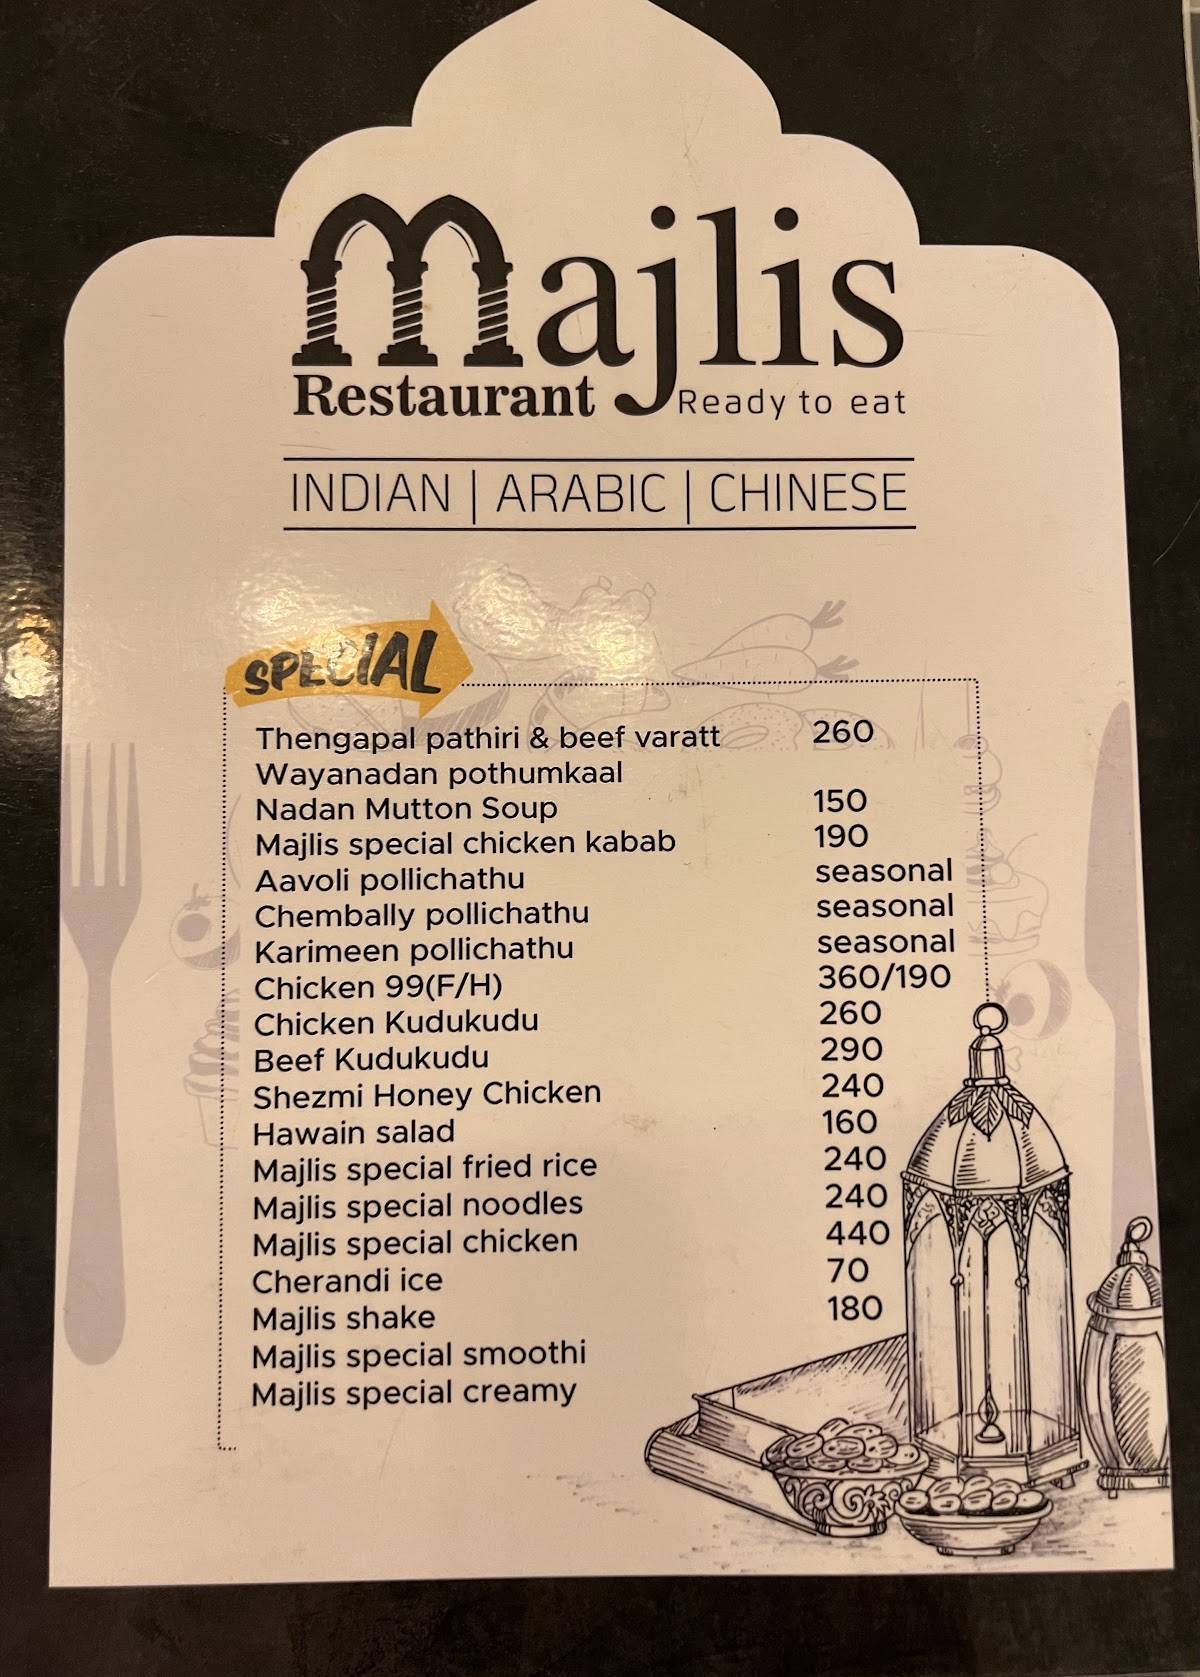 Majlis
Restaurant Ready to eat
INDIAN | ARABIC | CHINESE
SPECIAL
Thengapal pathiri & beef varatt 260
Wayanadan pothumkaal
Nadan Mutton Soup 150
Majlis special chicken kabab 190
Aavoli pollichathu seasonal
Chembally pollichathu seasonal
Karimeen pollichathu seasonal
Chicken 99(F/H) 360/190
Chicken Kudukudu 260
Beef Kudukudu 290
Shezmi Honey Chicken 240
Hawain salad 160
Majlis special fried rice 240
Majlis special noodles 240
Majlis special chicken 440
Cherandi ice 70
Majlis shake 180
Majlis special smoothi
Majlis special creamy